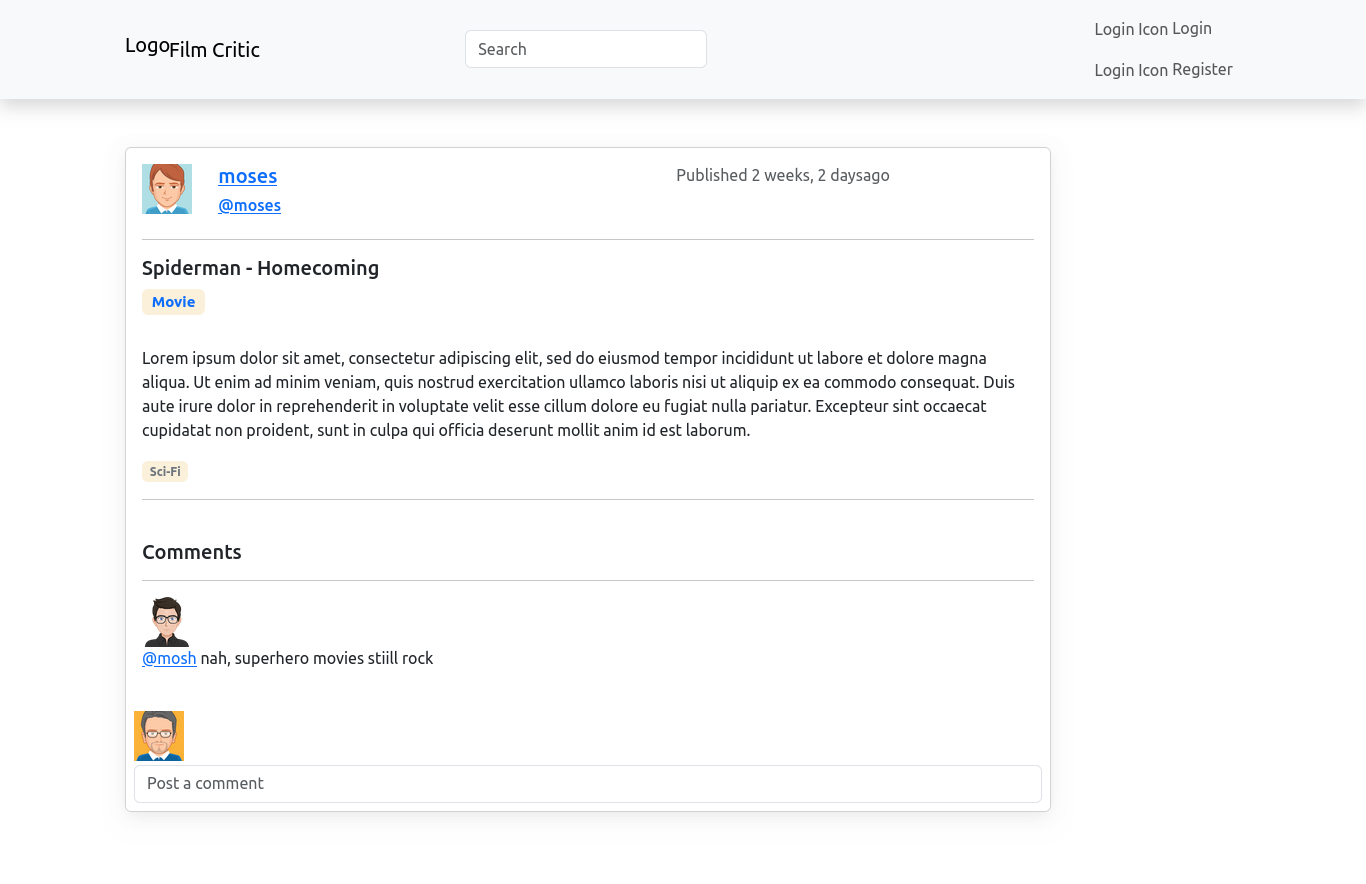 Logo Film Critic
Search
Login Icon Login
Login Icon Register
moses
@moses
Published 2 weeks, 2 daysago
Spiderman - Homecoming
Movie
Lorem ipsum dolor sit amet, consectetur adipiscing elit, sed do eiusmod tempor incididunt ut labore et dolore magna
aliqua. Ut enim ad minim veniam, quis nostrud exercitation ullamco laboris nisi ut aliquip ex ea commodo consequat. Duis
aute irure dolor in reprehenderit in voluptate velit esse cillum dolore eu fugiat nulla pariatur. Excepteur sint occaecat
cupidatat non proident, sunt in culpa qui officia deserunt mollit anim id est laborum.
Sci-Fi
Comments
@mosh nah, superhero movies stiill rock
Post a comment